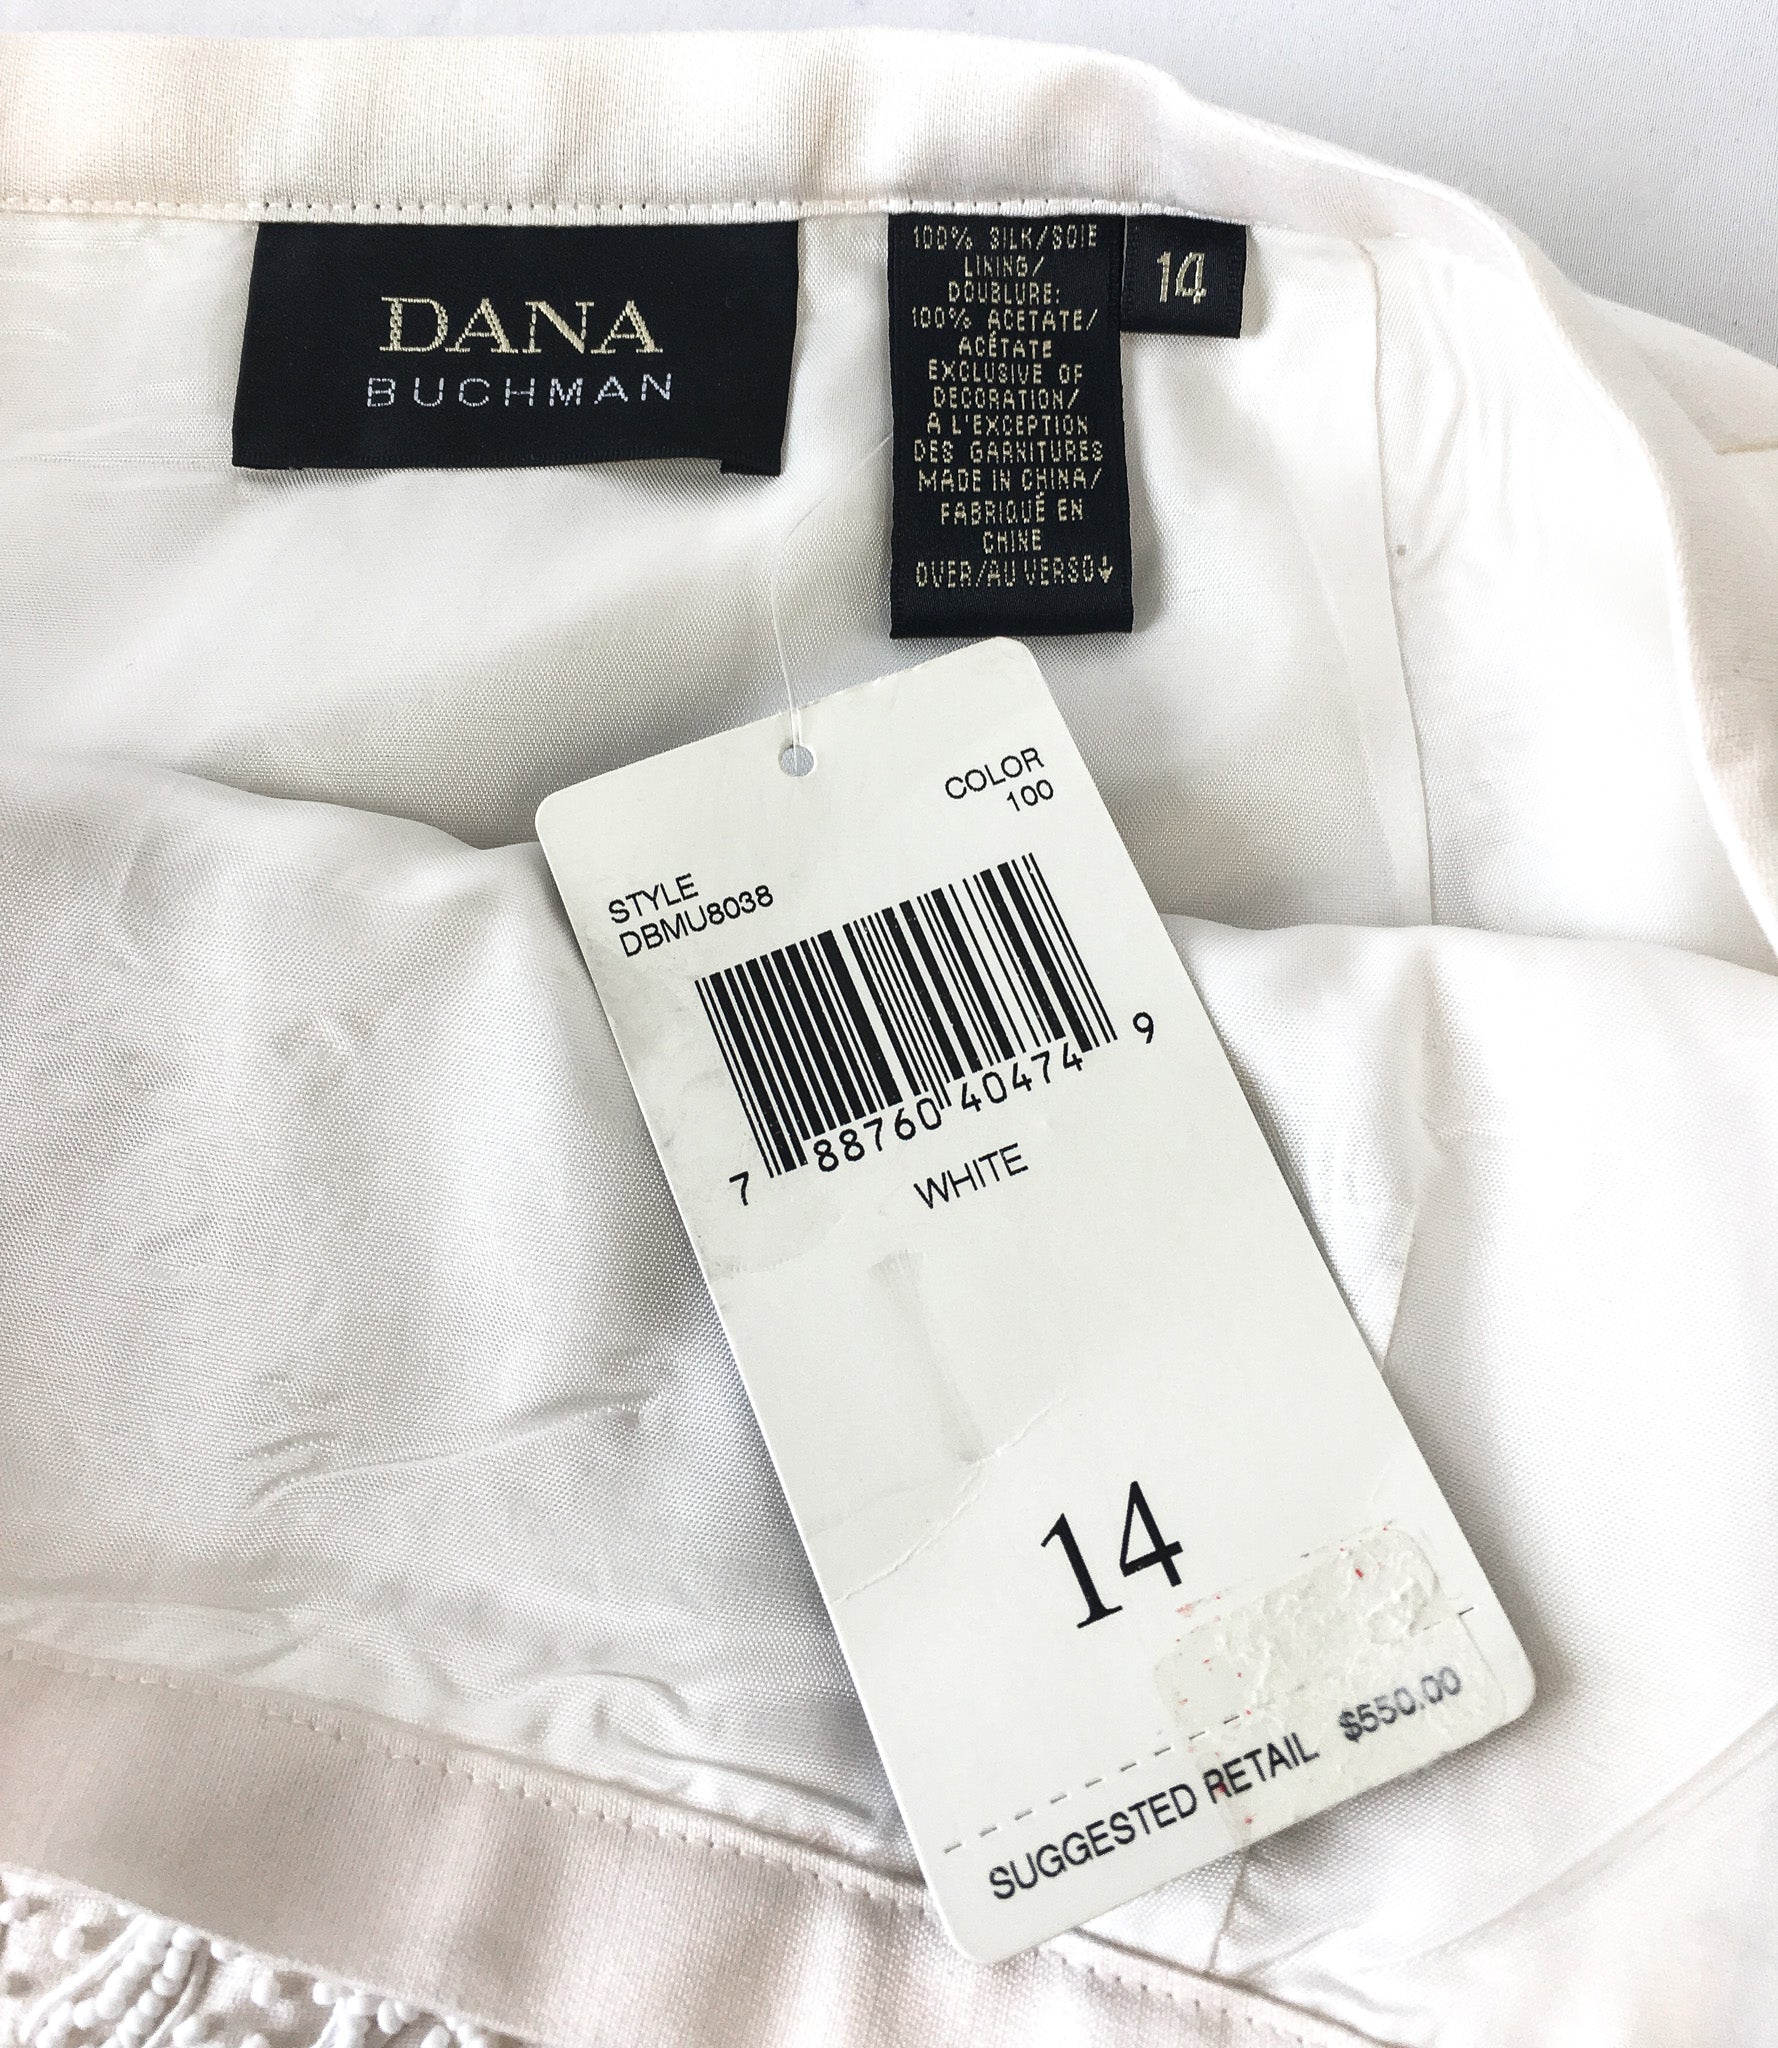 DANA
BUCHMAN
100% SILK/SOIE
LINING/
DOUBLURE:
100% ACETATE/
ACÉTATE
EXCLUSIVE OF
DECORATION/
À L'EXCEPTION
DES GARNITURES
MADE IN CHINA/
FABRIQUÉ EN
CHINE
OVER/AU VERSO↓
14
COLOR
100
STYLE
DBMU8038
7 88760 40474 9
WHITE
14
SUGGESTED RETAIL $550.00